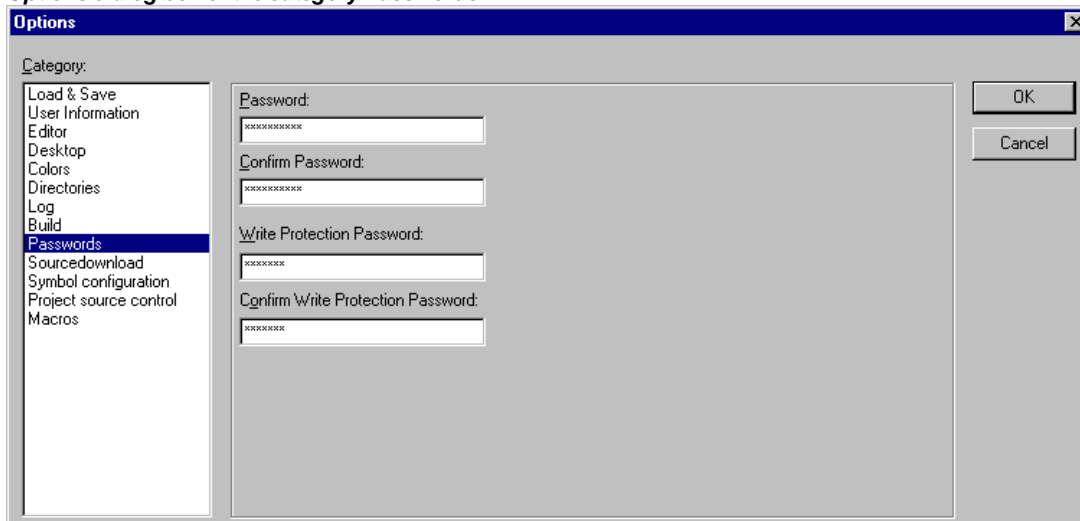 Options
Category:
Load & Save
User Information
Editor
Desktop
Colors
Directories
Log
Build
Passwords
Sourcedownload
Symbol configuration
Project source control
Macros
Password:
**********
Confirm Password:
**********
Write Protection Password:
*******
Confirm Write Protection Password:
*******
OK
Cancel